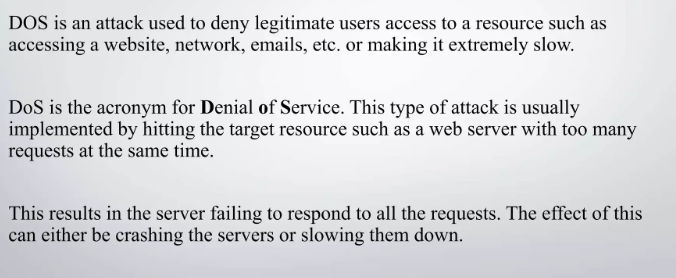 DOS is an attack used to deny legitimate users access to a resource such as
accessing a website, network, emails, etc. or making it extremely slow.
DoS is the acronym for Denial of Service. This type of attack is usually
implemented by hitting the target resource such as a web server with too many
requests at the same time.
This results in the server failing to respond to all the requests. The effect of this
can either be crashing the servers or slowing them down.